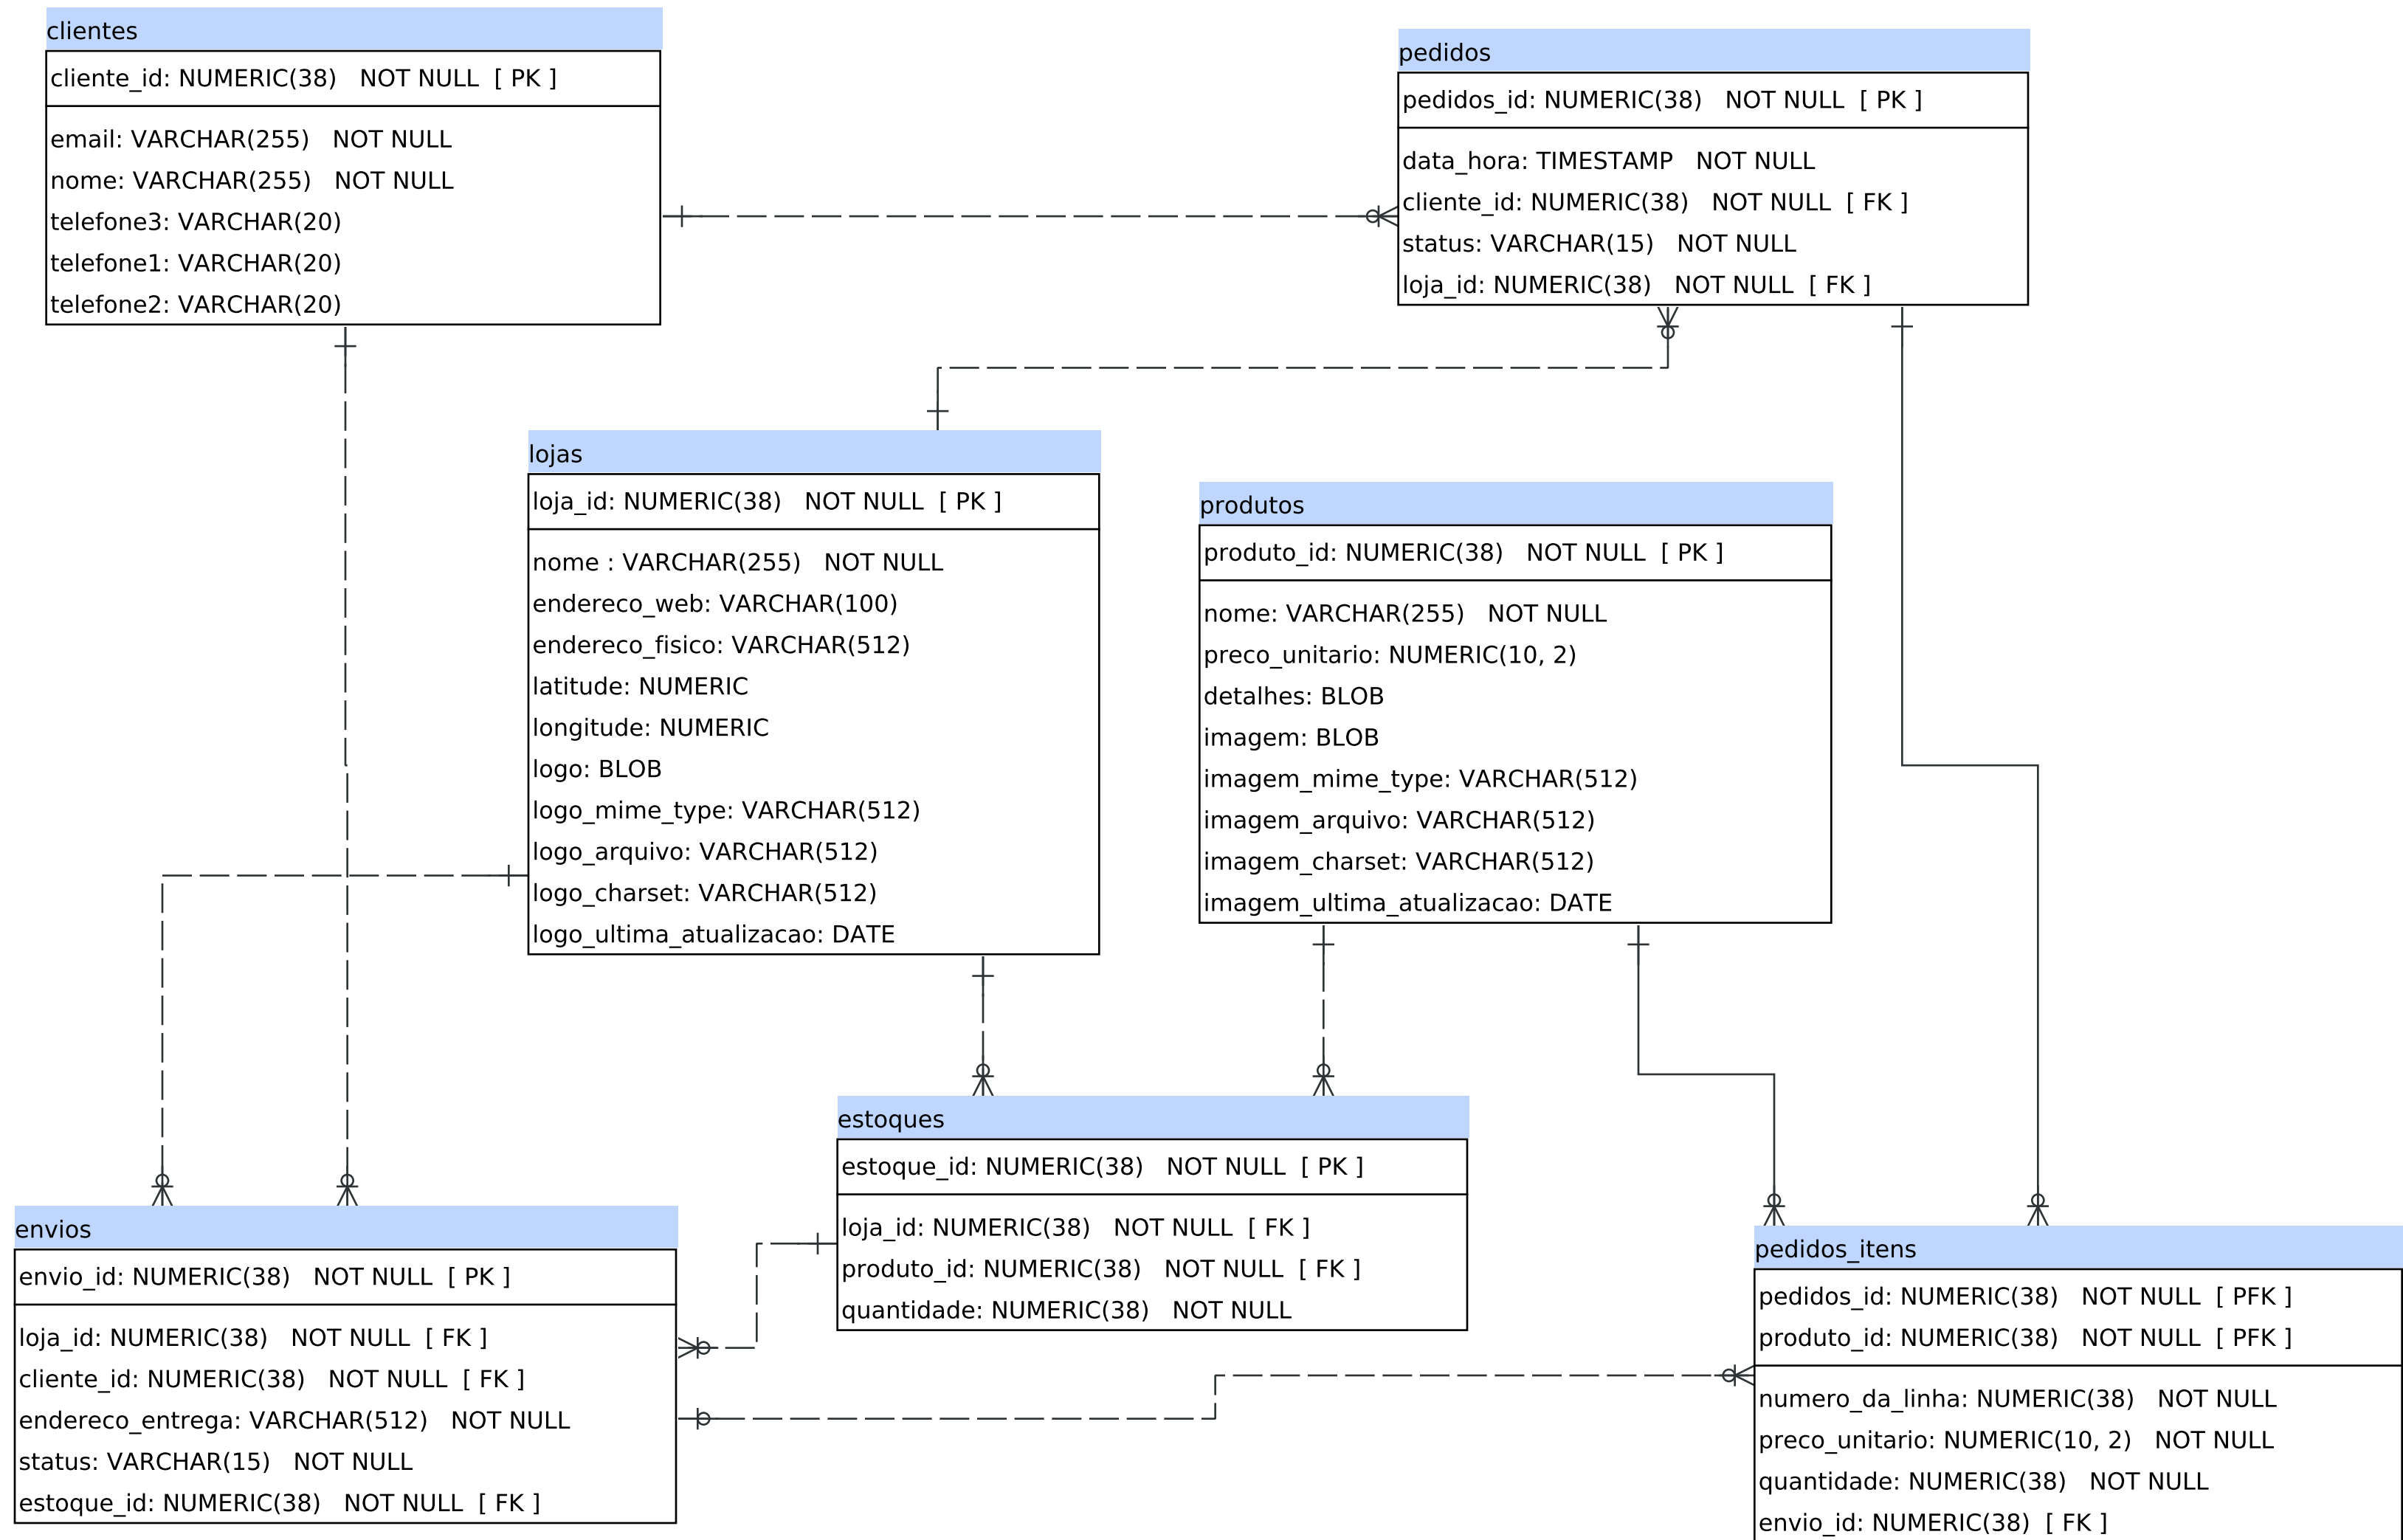 clientes
cliente_id: NUMERIC(38) NOT NULL [ PK ]
email: VARCHAR(255) NOT NULL
nome: VARCHAR(255) NOT NULL
telefone3: VARCHAR(20)
telefone1: VARCHAR(20)
telefone2: VARCHAR(20)
pedidos
pedidos_id: NUMERIC(38) NOT NULL [ PK ]
data_hora: TIMESTAMP NOT NULL
cliente_id: NUMERIC(38) NOT NULL [ FK ]
status: VARCHAR(15) NOT NULL
loja_id: NUMERIC(38) NOT NULL [ FK ]
lojas
loja_id: NUMERIC(38) NOT NULL [ PK ]
nome : VARCHAR(255) NOT NULL
endereco_web: VARCHAR(100)
endereco_fisico: VARCHAR(512)
latitude: NUMERIC
longitude: NUMERIC
logo: BLOB
logo_mime_type: VARCHAR(512)
logo_arquivo: VARCHAR(512)
logo_charset: VARCHAR(512)
logo_ultima_atualizacao: DATE
produtos
produto_id: NUMERIC(38) NOT NULL [ PK ]
nome: VARCHAR(255) NOT NULL
preco_unitario: NUMERIC(10, 2)
detalhes: BLOB
imagem: BLOB
imagem_mime_type: VARCHAR(512)
imagem_arquivo: VARCHAR(512)
imagem_charset: VARCHAR(512)
imagem_ultima_atualizacao: DATE
estoques
estoque_id: NUMERIC(38) NOT NULL [ PK ]
loja_id: NUMERIC(38) NOT NULL [ FK ]
produto_id: NUMERIC(38) NOT NULL [ FK ]
quantidade: NUMERIC(38) NOT NULL
envios
envio_id: NUMERIC(38) NOT NULL [ PK ]
loja_id: NUMERIC(38) NOT NULL [ FK ]
cliente_id: NUMERIC(38) NOT NULL [ FK ]
endereco_entrega: VARCHAR(512) NOT NULL
status: VARCHAR(15) NOT NULL
estoque_id: NUMERIC(38) NOT NULL [ FK ]
pedidos_itens
pedidos_id: NUMERIC(38) NOT NULL [ PFK ]
produto_id: NUMERIC(38) NOT NULL [ PFK ]
numero_da_linha: NUMERIC(38) NOT NULL
preco_unitario: NUMERIC(10, 2) NOT NULL
quantidade: NUMERIC(38) NOT NULL
envio_id: NUMERIC(38) [ FK ]